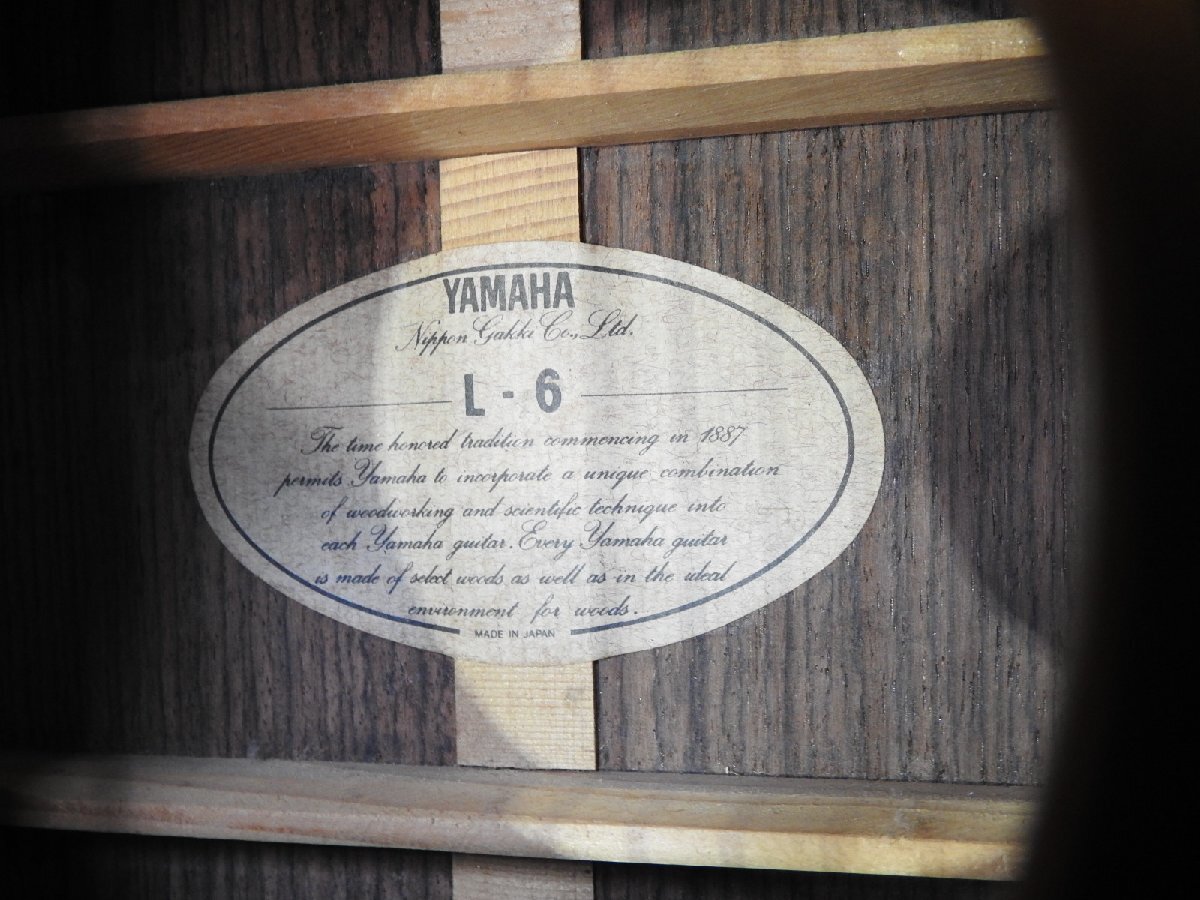 YAMAHA
Nippon Gakki Co., Ltd.
L - 6
The time honored tradition commencing in 1887
permits Yamaha to incorporate a unique combination
of woodworking and scientific technique into
each Yamaha guitar. Every Yamaha guitar
is made of select woods as well as in the ideal
environment for woods.
MADE IN JAPAN